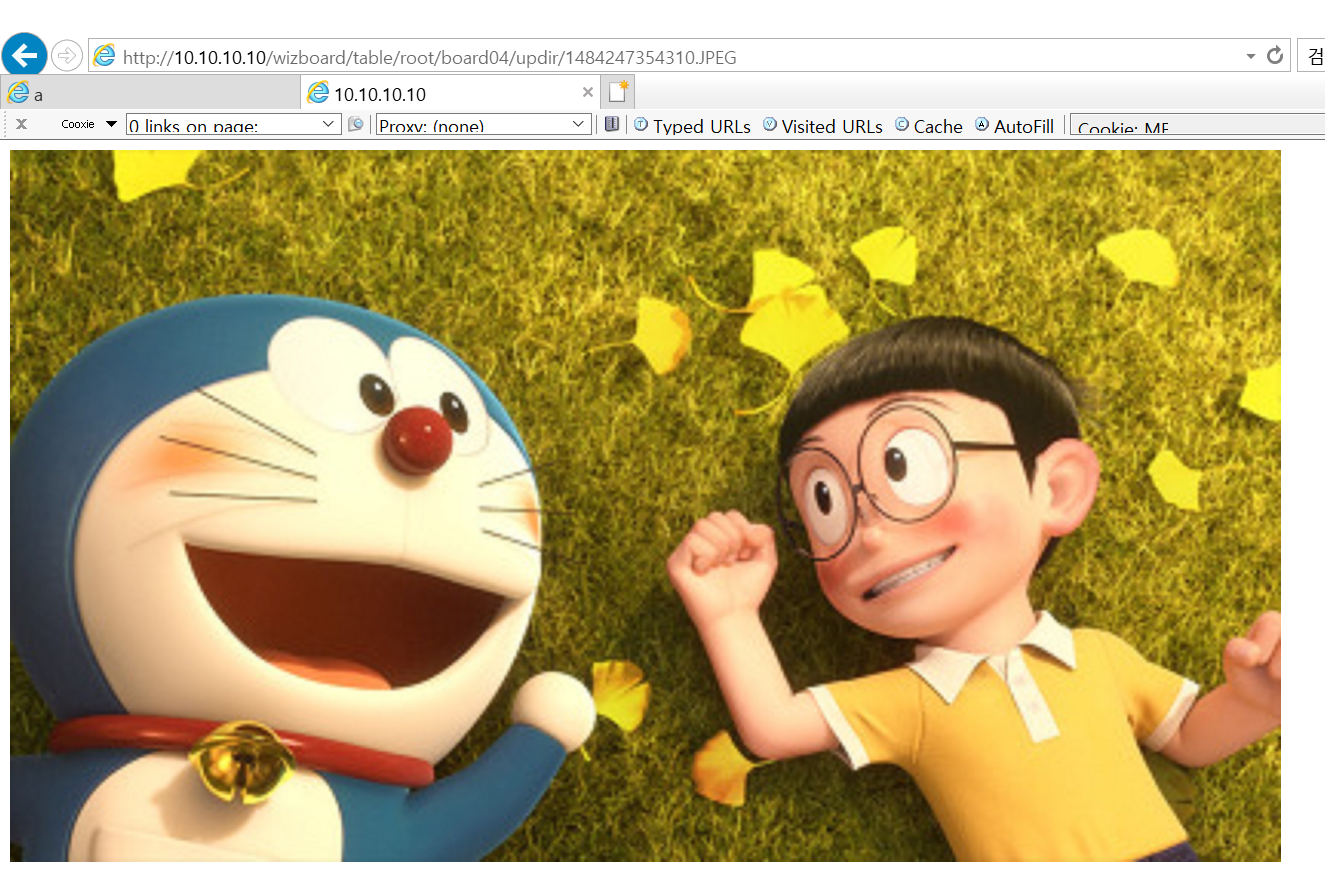 http://10.10.10.10/wizboard/table/root/board04/updir/1484247354310.JPEG
검
a
10.10.10.10
Cooxie
0 links on page:
Proxy: (none)
Typed URLs
Visited URLs
Cache
AutoFill
Cookie: